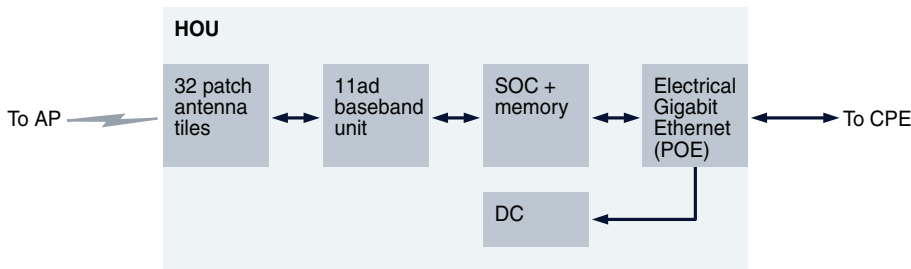 HOU
To AP
32 patch
antenna
tiles
11ad
baseband
unit
SOC +
memory
Electrical
Gigabit
Ethernet
(POE)
To CPE
DC